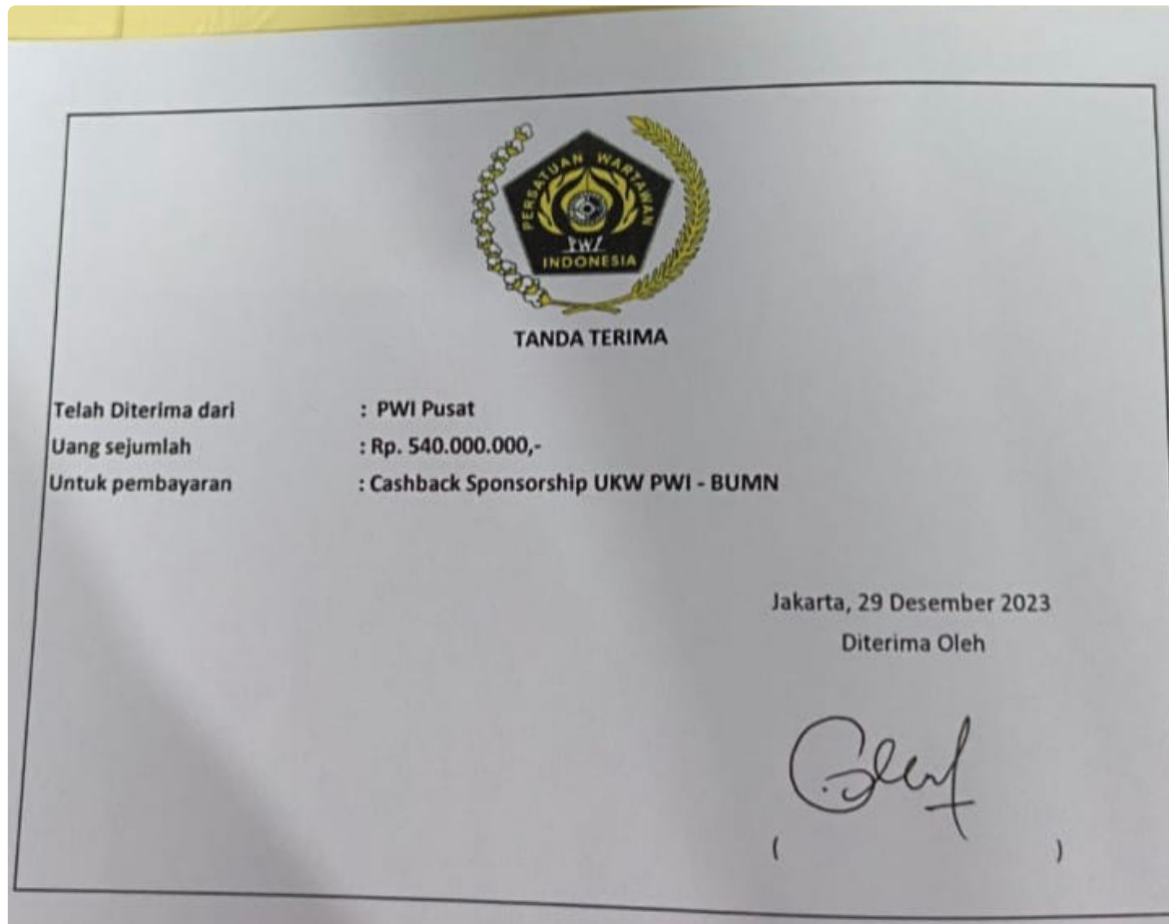 PERSATUAN WARTAWAN
PWI
INDONESIA
TANDA TERIMA
Telah Diterima dari : PWI Pusat
Uang sejumlah : Rp. 540.000.000,-
Untuk pembayaran : Cashback Sponsorship UKW PWI - BUMN
Jakarta, 29 Desember 2023
Diterima Oleh
( )